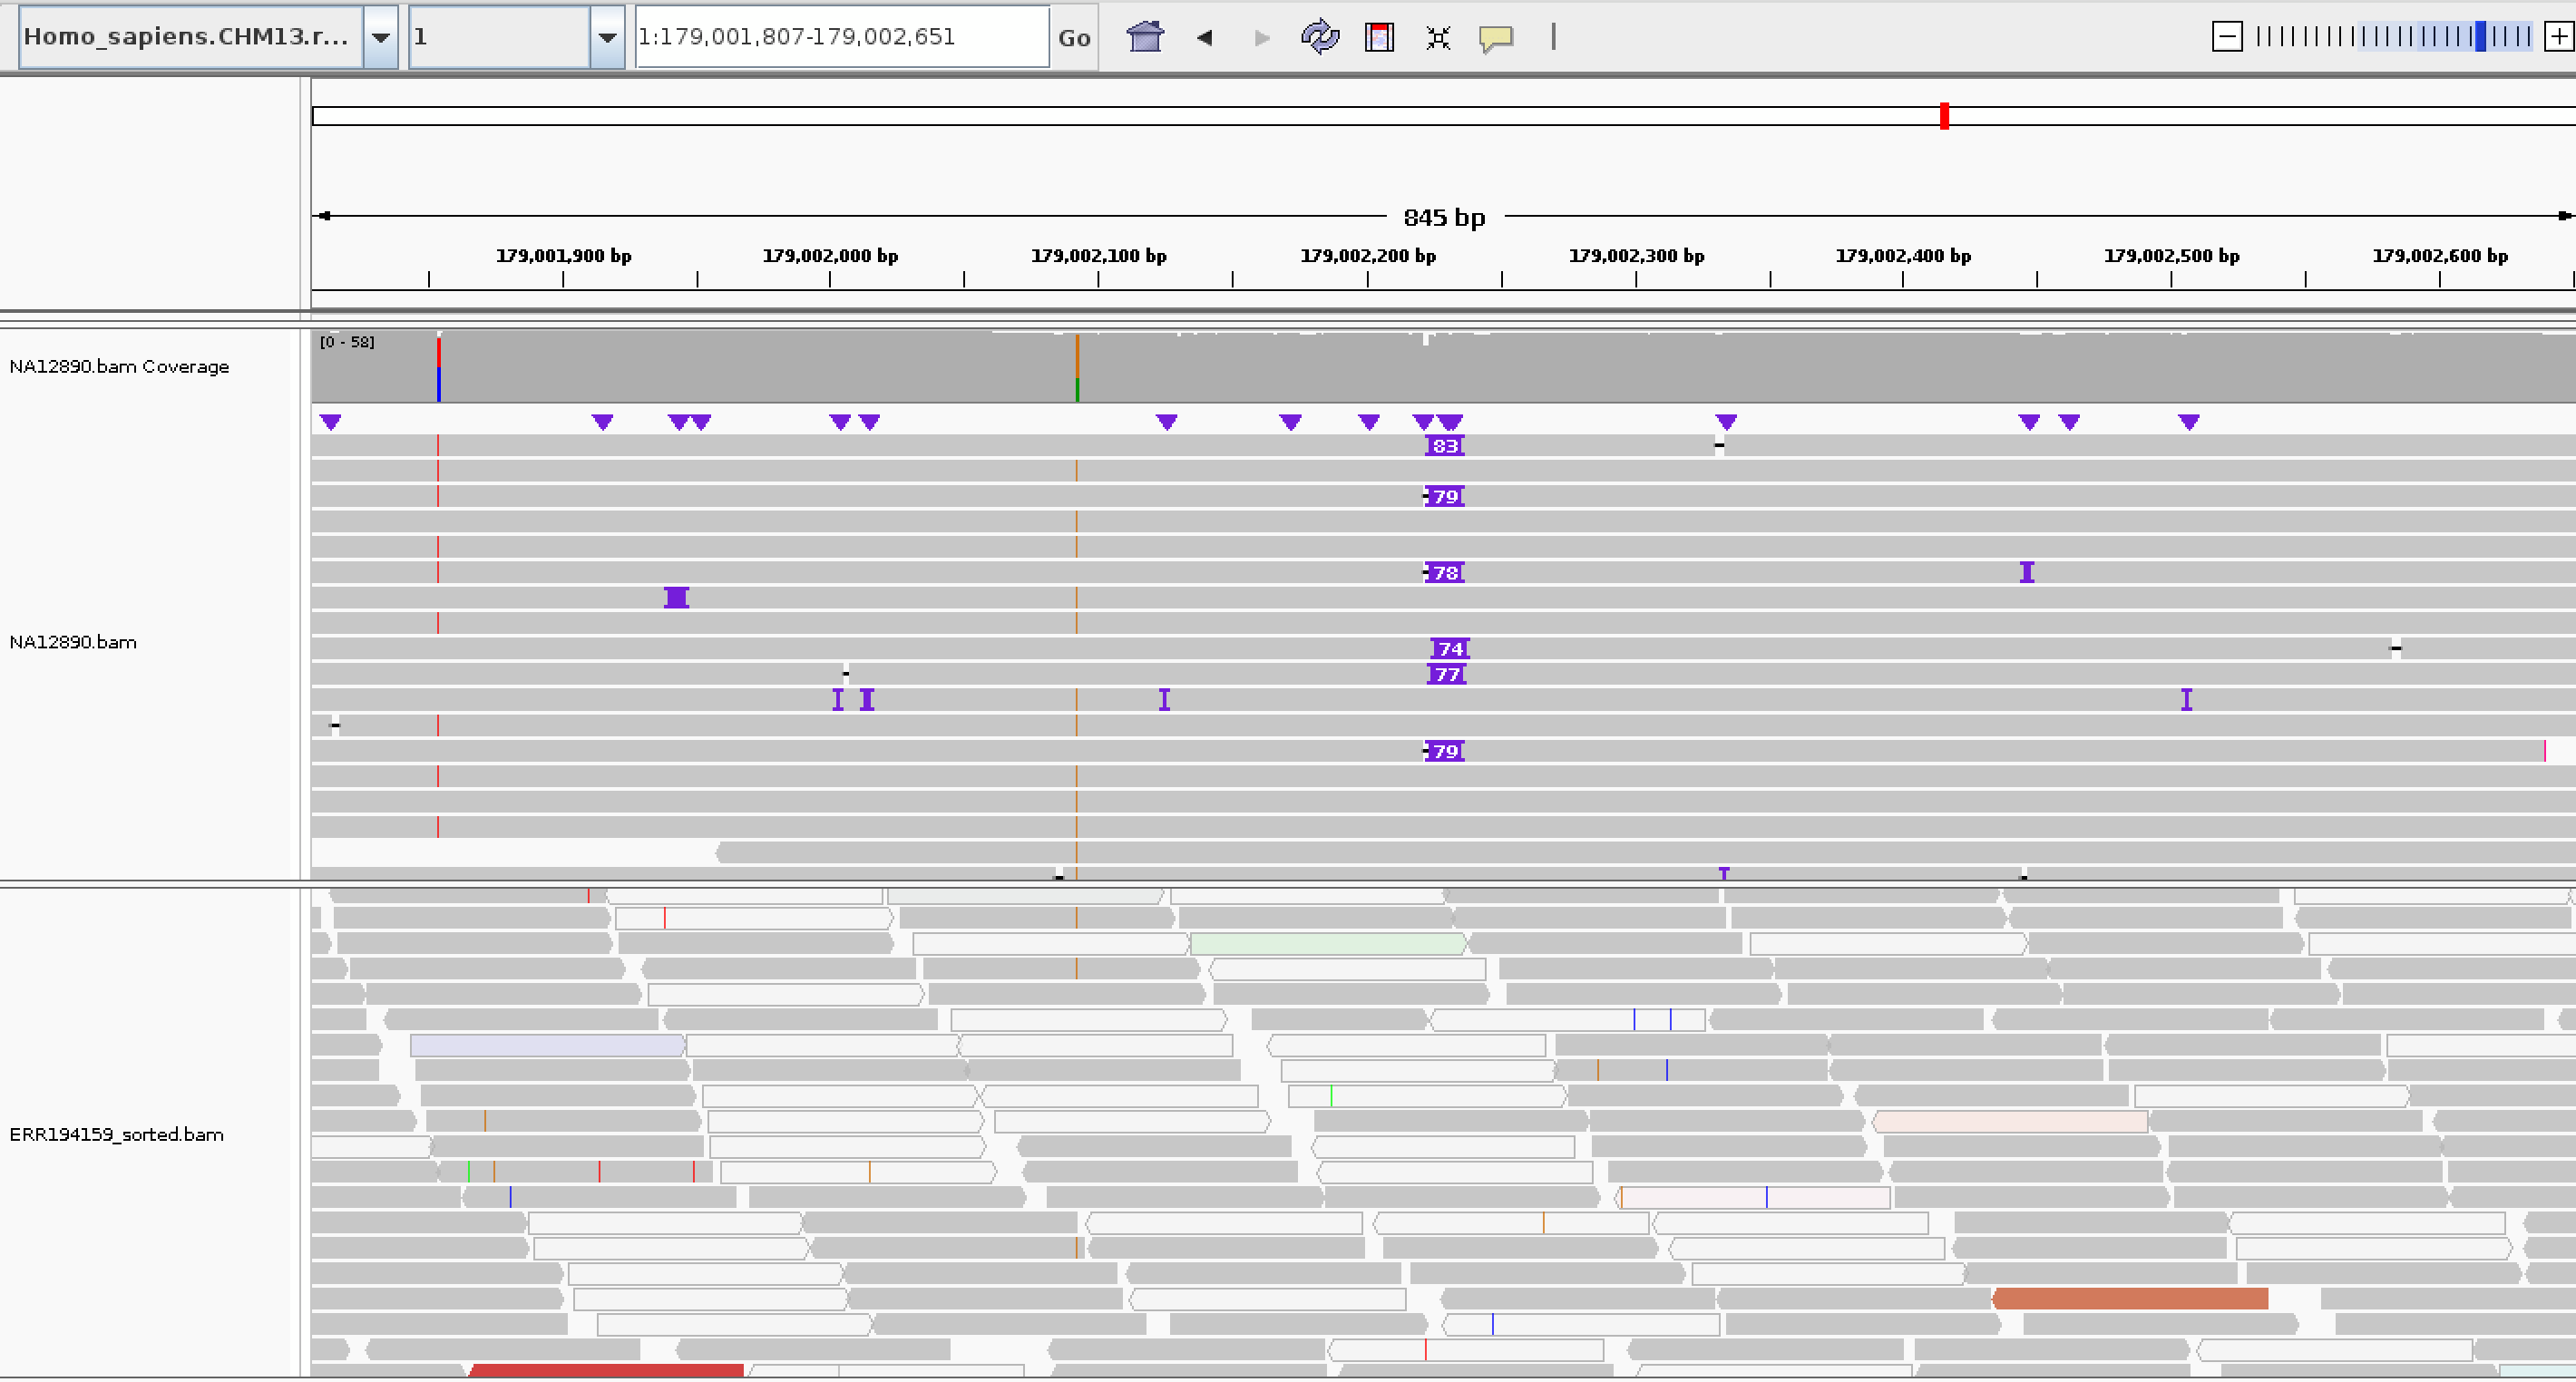 Homo_sapiens.CHM13.r... 1 1:179,001,807-179,002,651 Go
845 bp
179,001,900 bp 179,002,000 bp 179,002,100 bp 179,002,200 bp 179,002,300 bp 179,002,400 bp 179,002,500 bp 179,002,600 bp
[0 - 58]
NA12890.bam Coverage
83
79
78
NA12890.bam
74
77
79
ERR194159_sorted.bam